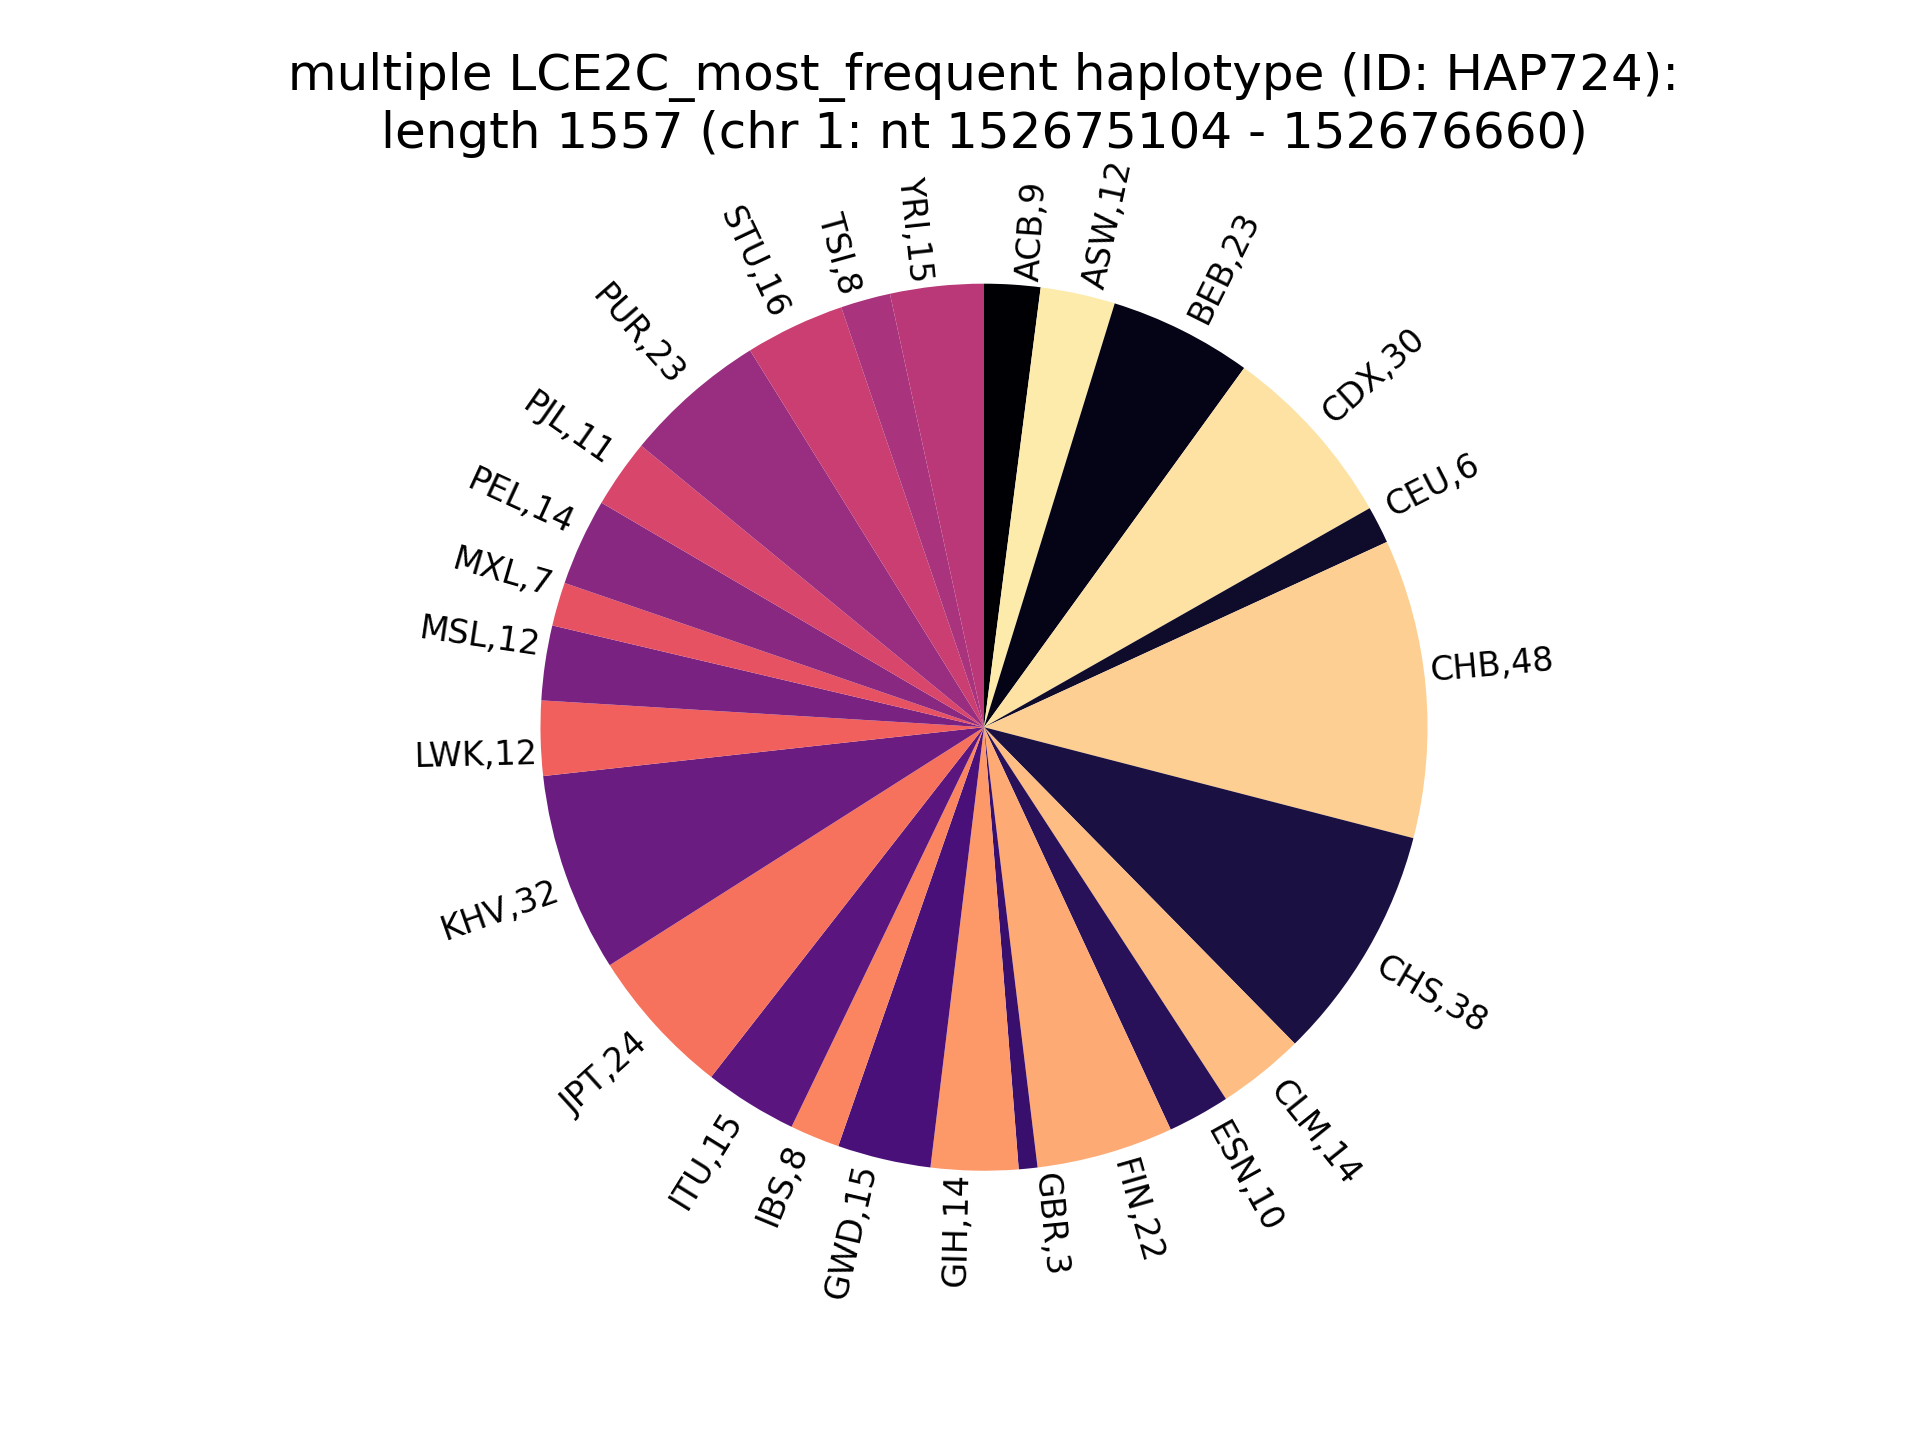 multiple LCE2C_most_frequent haplotype (ID: HAP724):
length 1557 (chr 1: nt 152675104 - 152676660)
ACB,9
ASW,12
BEB,23
CDX,30
CEU,6
CHB,48
CHS,38
CLM,14
ESN,10
FIN,22
GBR,3
GIH,14
GWD,15
IBS,8
ITU,15
JPT,24
KHV,32
LWK,12
MSL,12
MXL,7
PEL,14
PJL,11
PUR,23
STU,16
TSI,8
YRI,15